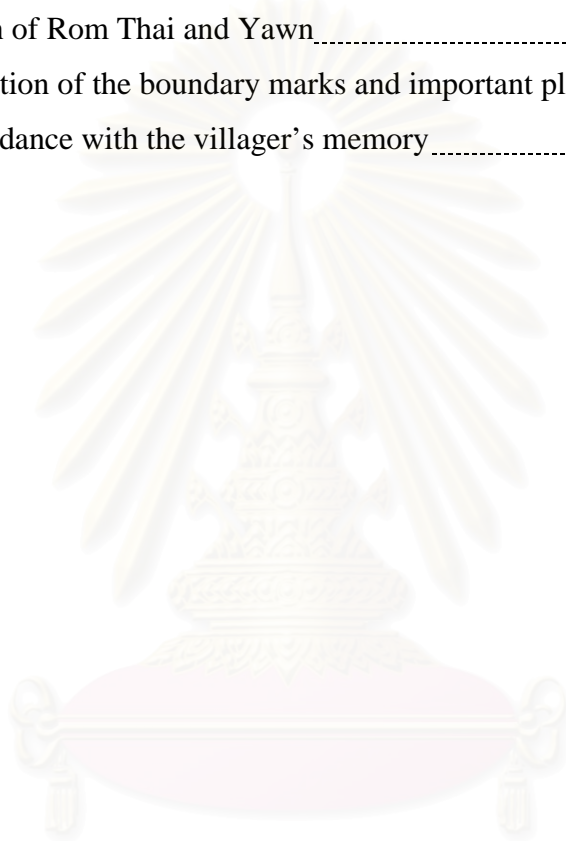 of Rom Thai and Yawn
tion of the boundary marks and important pl
dance with the villager's memory